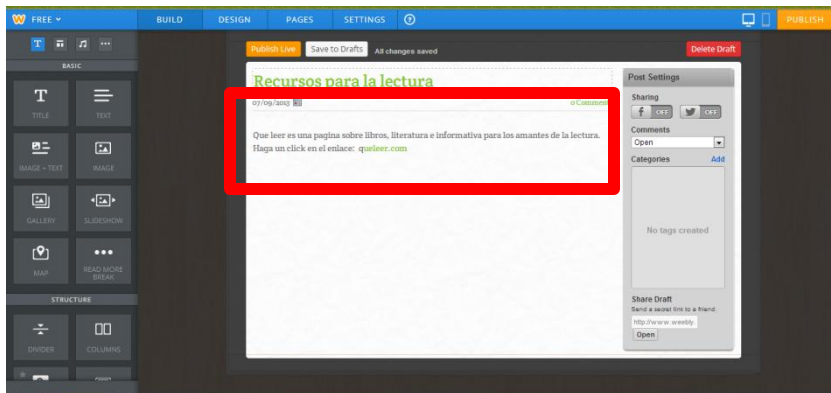 FREE
BUILD
DESIGN
PAGES
SETTINGS
PUBLISH
BASIC
TITLE
TEXT
IMAGE + TEXT
IMAGE
GALLERY
SLIDESHOW
MAP
READ MORE
BREAK
STRUCTURE
DIVIDER
COLUMNS
Publish Live
Save to Drafts
All changes saved
Delete Draft
Recursos para la lectura
07/09/2015
0 Comment
Que leer es una pagina sobre libros, literatura e informativa para los amantes de la lectura.
Haga un click en el enlace: queleer.com
Post Settings
Sharing
OFF
OFF
Comments
Open
Categories
Add
No tags created
Share Draft
Send a secret link to a friend.
http://www.weebly.
Open